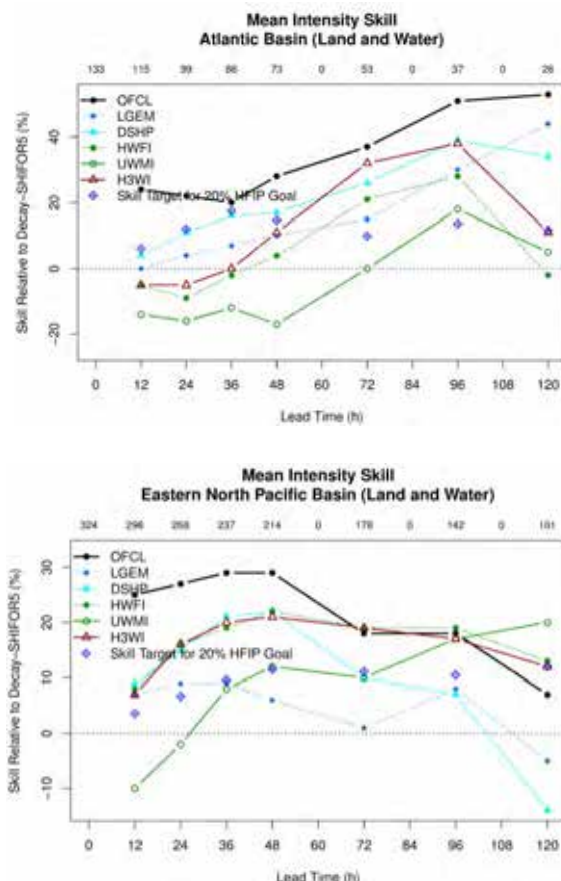 Mean Intensity Skill
Atlantic Basin (Land and Water)
133 115 99 86 73 0 53 0 37 0 26
OFCL
LGEM
DSHP
HWFI
UWMI
H3WI
Skill Target for 20% HFIP Goal
Skill Relative to Decay-SHIFOR5 (%)
40
20
0
-20
0 12 24 36 48 60 72 84 96 108 120
Lead Time (h)
Mean Intensity Skill
Eastern North Pacific Basin (Land and Water)
324 296 268 237 214 0 178 0 142 0 101
OFCL
LGEM
DSHP
HWFI
UWMI
H3WI
Skill Target for 20% HFIP Goal
Skill Relative to Decay-SHIFOR5 (%)
30
20
10
0
-10
0 12 24 36 48 60 72 84 96 108 120
Lead Time (h)